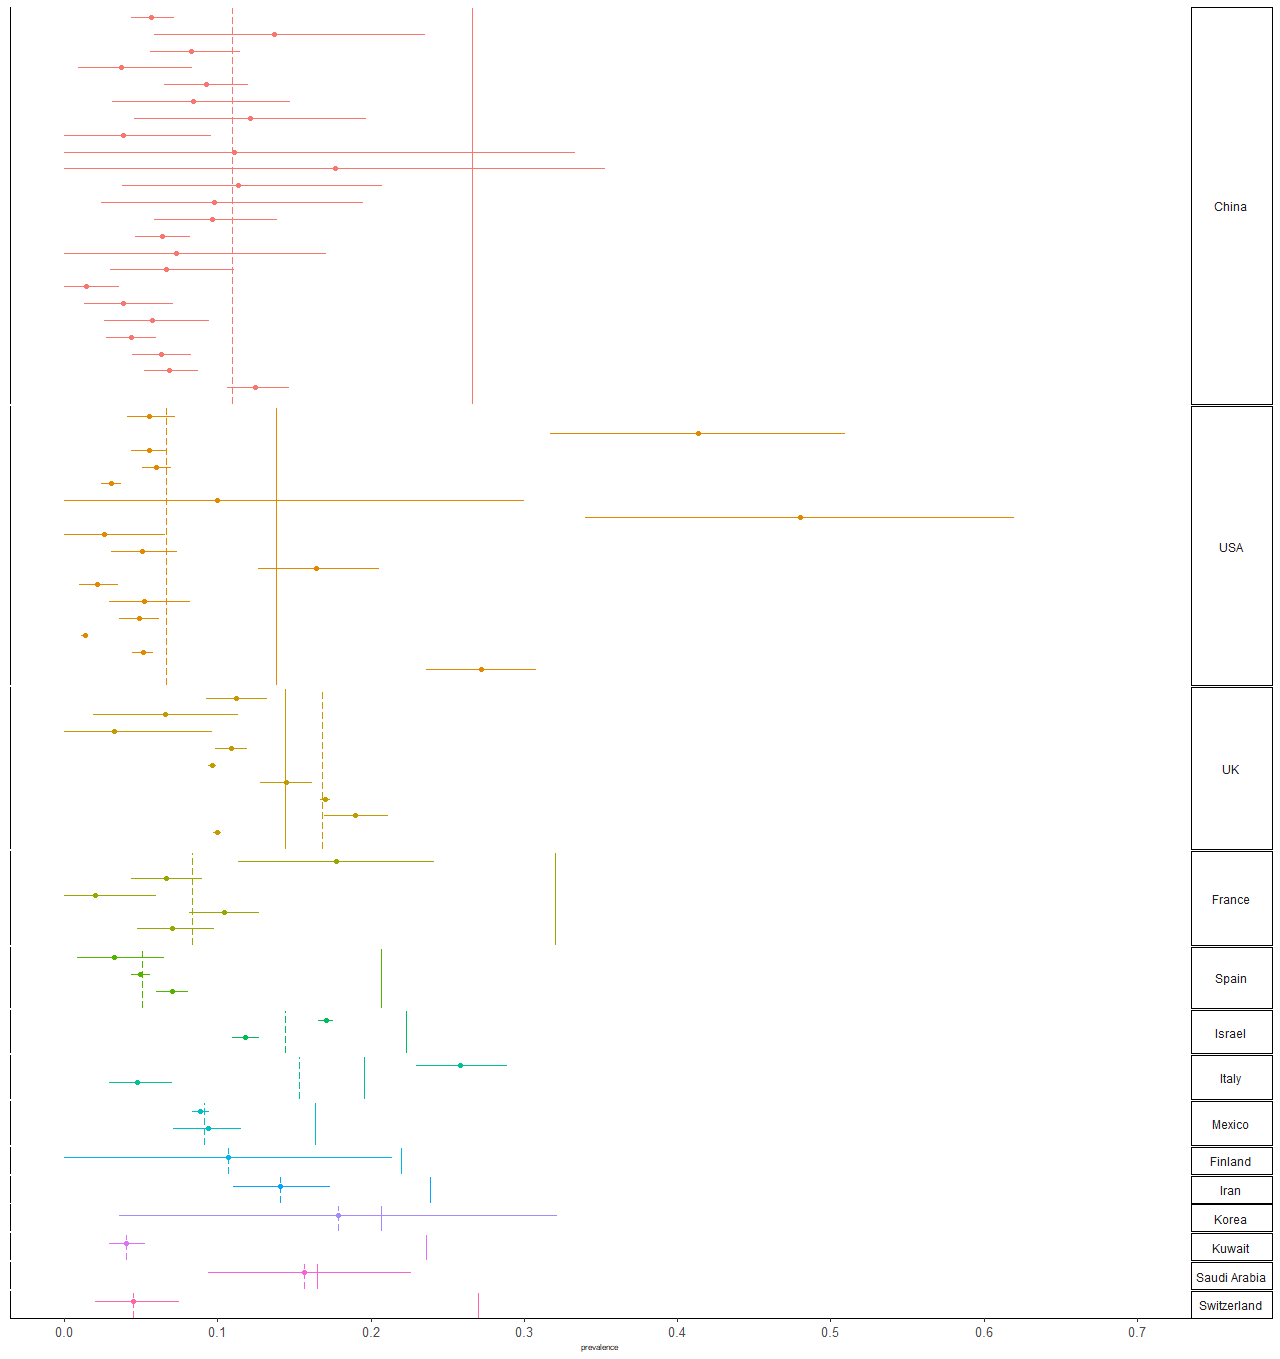 China
USA
UK
France
Spain
Israel
Italy
Mexico
Finland
Iran
Korea
Kuwait
Saudi Arabia
Switzerland
0.0 0.1 0.2 0.3 0.4 0.5 0.6 0.7
prevalence